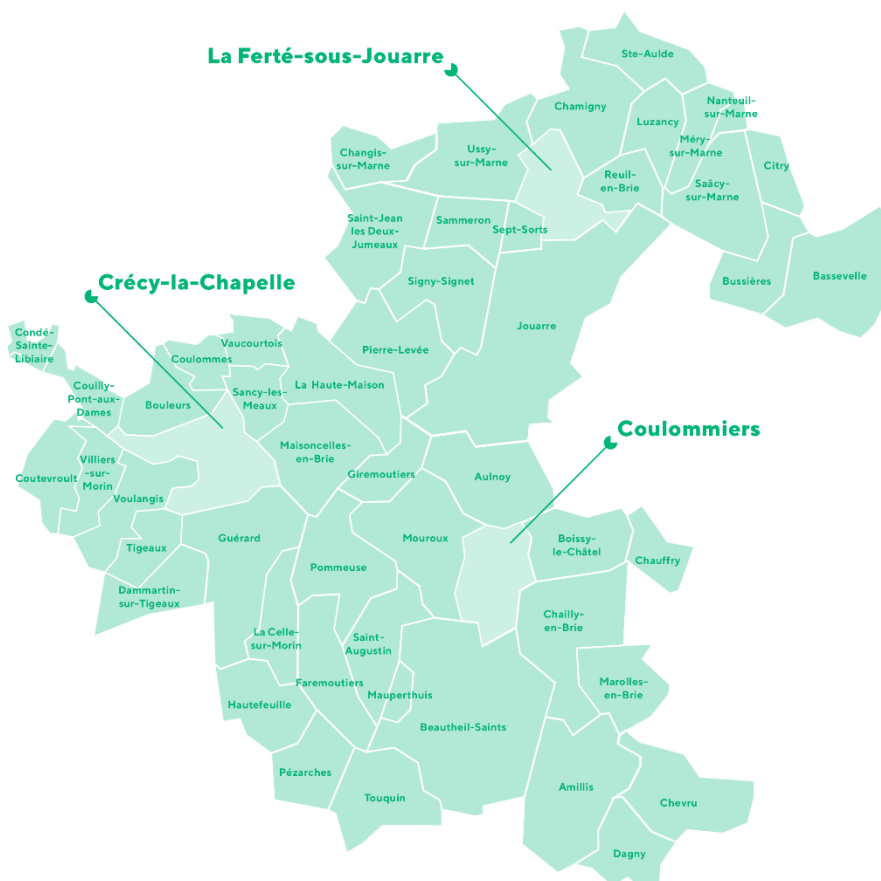 La Ferté-sous-Jouarre
Ste-Aulde
Chamigny
Nanteuil-
sur-Marne
Luzancy
Méry-
sur-Marne
Citry
Changis-
sur-Marne
Ussy-
sur-Marne
Reuil-
en-Brie
Saâcy-
sur-Marne
Saint-Jean
les Deux-
Jumeaux
Sammeron
Sept-Sorts
Signy-Signet
Bussières
Bassevelle
Crécy-la-Chapelle
Jouarre
Condé-
Sainte-
Libiaire
Vaucourtois
Coulommes
Pierre-Levée
Couilly-
Pont-aux-
Dames
Bouleurs
Sancy-les-
Meaux
La Haute-Maison
Coulommiers
Maisoncelles-
en-Brie
Giremoutiers
Aulnoy
Coutevroult
Villiers
-sur-
Morin
Voulangis
Guérard
Mouroux
Boissy-
le-Châtel
Chauffry
Tigeaux
Pommeuse
Dammartin-
sur-Tigeaux
Chailly-
en-Brie
La Celle-
sur-Morin
Saint-
Augustin
Faremoutiers
Mauperthuis
Marolles-
en-Brie
Hautefeuille
Beautheil-Saints
Pézarches
Touquin
Amillis
Chevru
Dagny